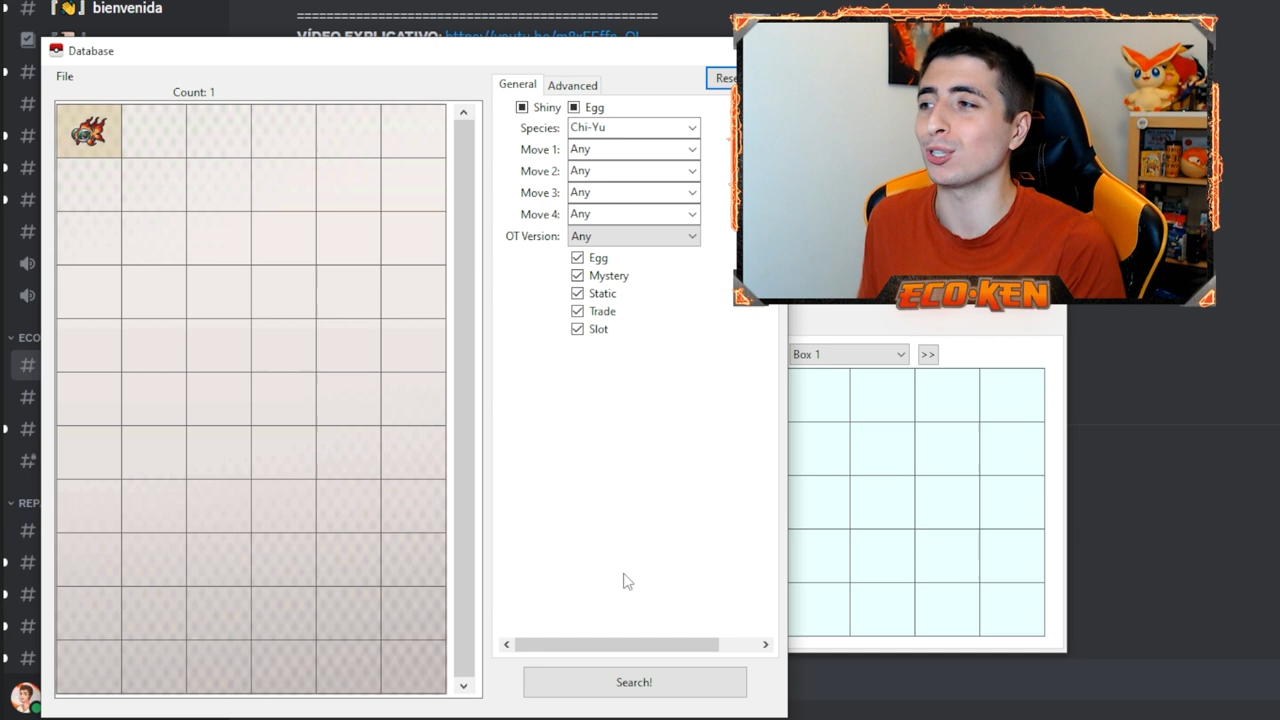 # 👋 bienvenida
==================================================
VÍDEO EXPLICATIVO:
Database
File
Count: 1
General
Advanced
Rese
Shiny
Egg
Species:
Chi-Yu
Move 1:
Any
Move 2:
Any
Move 3:
Any
Move 4:
Any
OT Version:
Any
Egg
Mystery
Static
Trade
Slot
Search!
ECO·KEN
Box 1
>>
ECO
REP